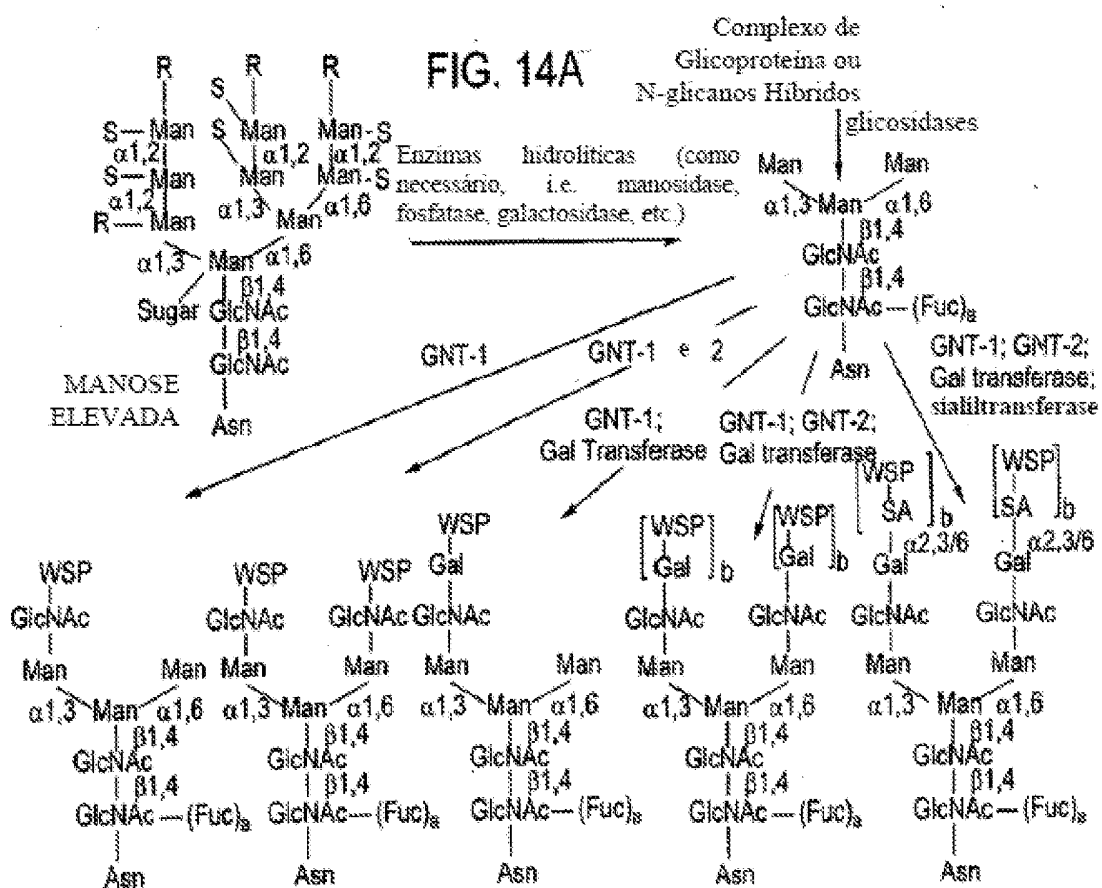 FIG. 14A
Complexo de
Glicoproteína ou
N-glicanos Híbridos
glicosidases
R R R
S
S—Man S Man Man-S
α1,2 α1,2 α1,2
S—Man Man Man-S
α1,2 α1,3 α1,6
R—Man Man
α1,3 Man α1,6
β1,4
Sugar GlcNAc
β1,4
GlcNAc
MANOSE
ELEVADA
Asn
Enzimas hidrolíticas (como
necessário, i.e. manosidase,
fosfatase, galactosidase, etc.)
Man Man
α1,3 Man α1,6
β1,4
GlcNAc
β1,4
GlcNAc—(Fuc)a
Asn
GNT-1
GNT-1 e 2
GNT-1;
Gal Transferase
GNT-1; GNT-2;
Gal transferase
GNT-1; GNT-2;
Gal transferase;
sialiltransferase
WSP
GlcNAc
Man Man
α1,3 Man α1,6
β1,4
GlcNAc
β1,4
GlcNAc—(Fuc)a
Asn
WSP WSP
GlcNAc GlcNAc
Man Man
α1,3 Man α1,6
β1,4
GlcNAc
β1,4
GlcNAc—(Fuc)a
Asn
WSP
Gal
GlcNAc
Man Man
α1,3 Man α1,6
β1,4
GlcNAc
β1,4
GlcNAc—(Fuc)a
Asn
[WSP [WSP
Gal]b Gal]b
GlcNAc GlcNAc
Man Man
α1,3 Man α1,6
β1,4
GlcNAc
β1,4
GlcNAc—(Fuc)a
Asn
[WSP [WSP
SA]b SA]b
α2,3/6 α2,3/6
Gal Gal
GlcNAc GlcNAc
Man Man
α1,3 Man α1,6
β1,4
GlcNAc
β1,4
GlcNAc—(Fuc)a
Asn